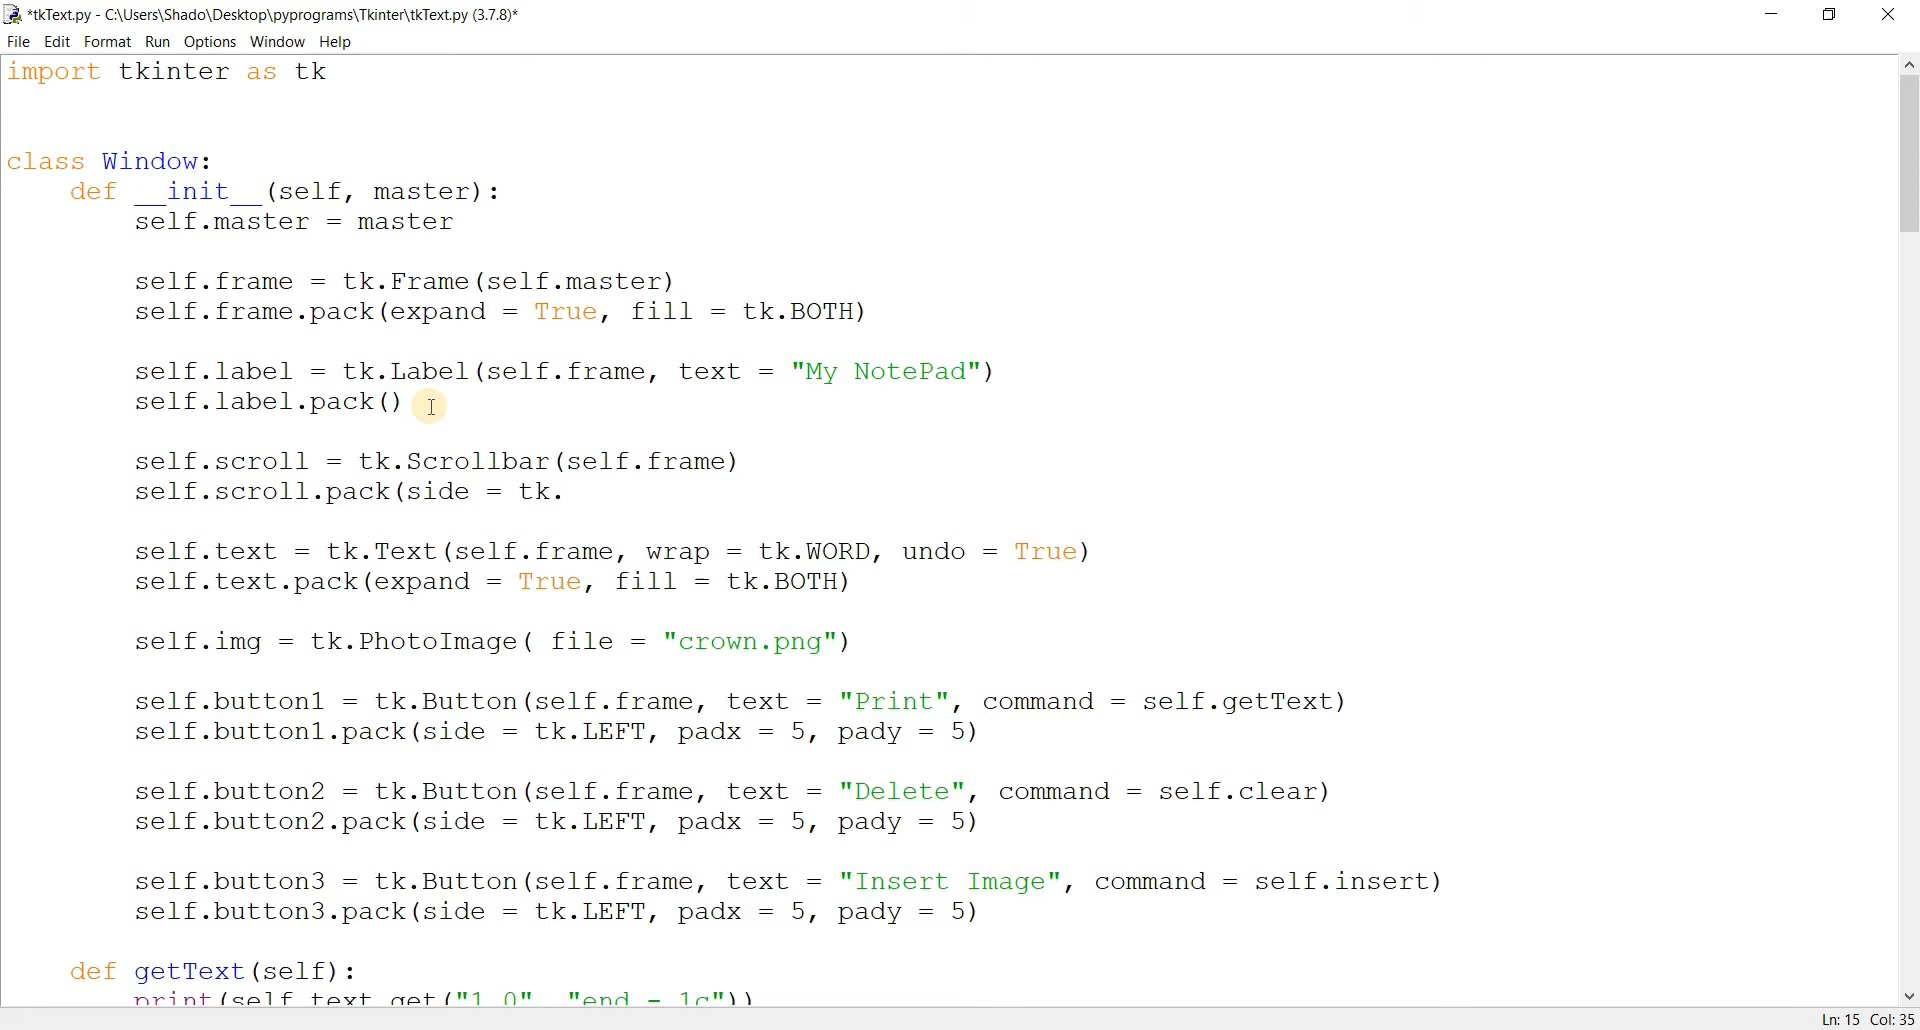 *tkText.py - C:\Users\Shado\Desktop\pyprograms\Tkinter\tkText.py (3.7.8)*
File Edit Format Run Options Window Help
import tkinter as tk
class Window:
    def __init__(self, master):
        self.master = master
        self.frame = tk.Frame(self.master)
        self.frame.pack(expand = True, fill = tk.BOTH)
        self.label = tk.Label(self.frame, text = "My NotePad")
        self.label.pack()
        self.scroll = tk.Scrollbar(self.frame)
        self.scroll.pack(side = tk.
        self.text = tk.Text(self.frame, wrap = tk.WORD, undo = True)
        self.text.pack(expand = True, fill = tk.BOTH)
        self.img = tk.PhotoImage( file = "crown.png")
        self.button1 = tk.Button(self.frame, text = "Print", command = self.getText)
        self.button1.pack(side = tk.LEFT, padx = 5, pady = 5)
        self.button2 = tk.Button(self.frame, text = "Delete", command = self.clear)
        self.button2.pack(side = tk.LEFT, padx = 5, pady = 5)
        self.button3 = tk.Button(self.frame, text = "Insert Image", command = self.insert)
        self.button3.pack(side = tk.LEFT, padx = 5, pady = 5)
    def getText(self):
        print(self.text.get("1.0", "end - 1c"))
Ln: 15 Col: 35